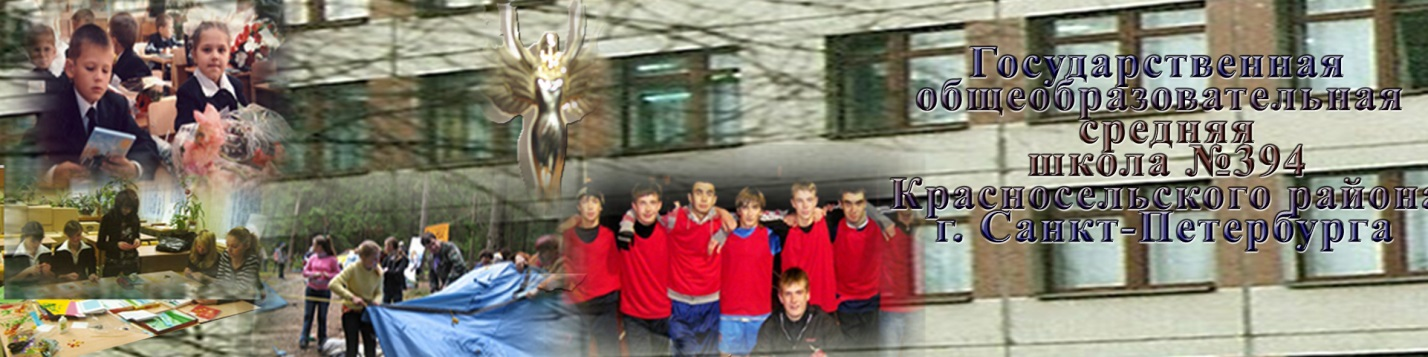 Государственная
общеобразовательная
средняя
школа №394
Красносельского района
г. Санкт-Петербурга